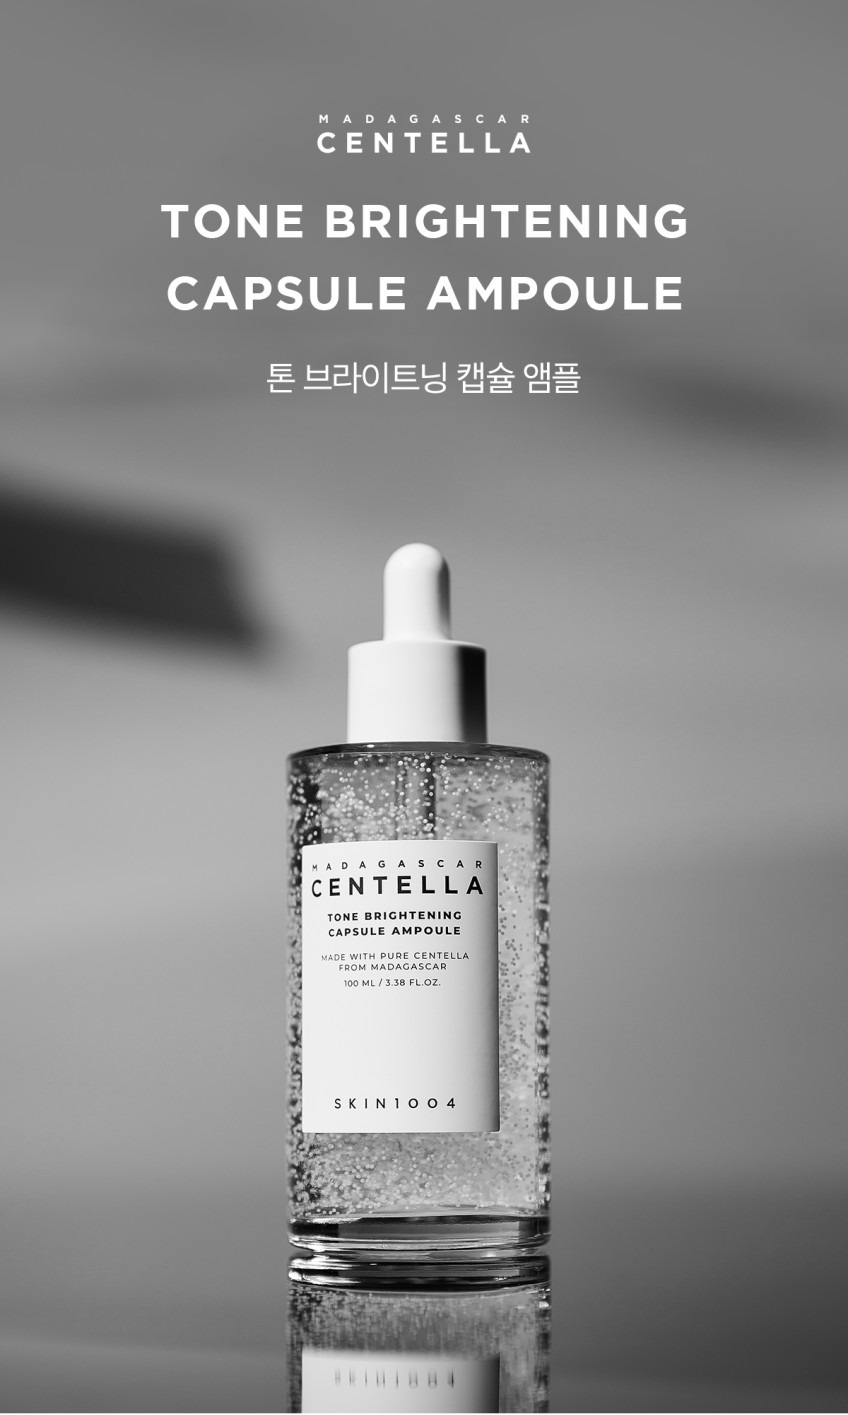 MADAGASCAR
CENTELLA
TONE BRIGHTENING
CAPSULE AMPOULE
톤 브라이트닝 캡슐 앰플
MADAGASCAR
CENTELLA
TONE BRIGHTENING
CAPSULE AMPOULE
MADE WITH PURE CENTELLA
FROM MADAGASCAR
100 ML / 3.38 FL.OZ.
SKIN1004